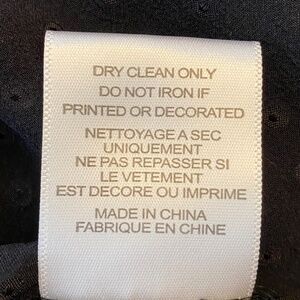 DRY CLEAN ONLY
DO NOT IRON IF
PRINTED OR DECORATED
NETTOYAGE A SEC
UNIQUEMENT
NE PAS REPASSER SI
LE VETEMENT
EST DECORE OU IMPRIME
MADE IN CHINA
FABRIQUE EN CHINE